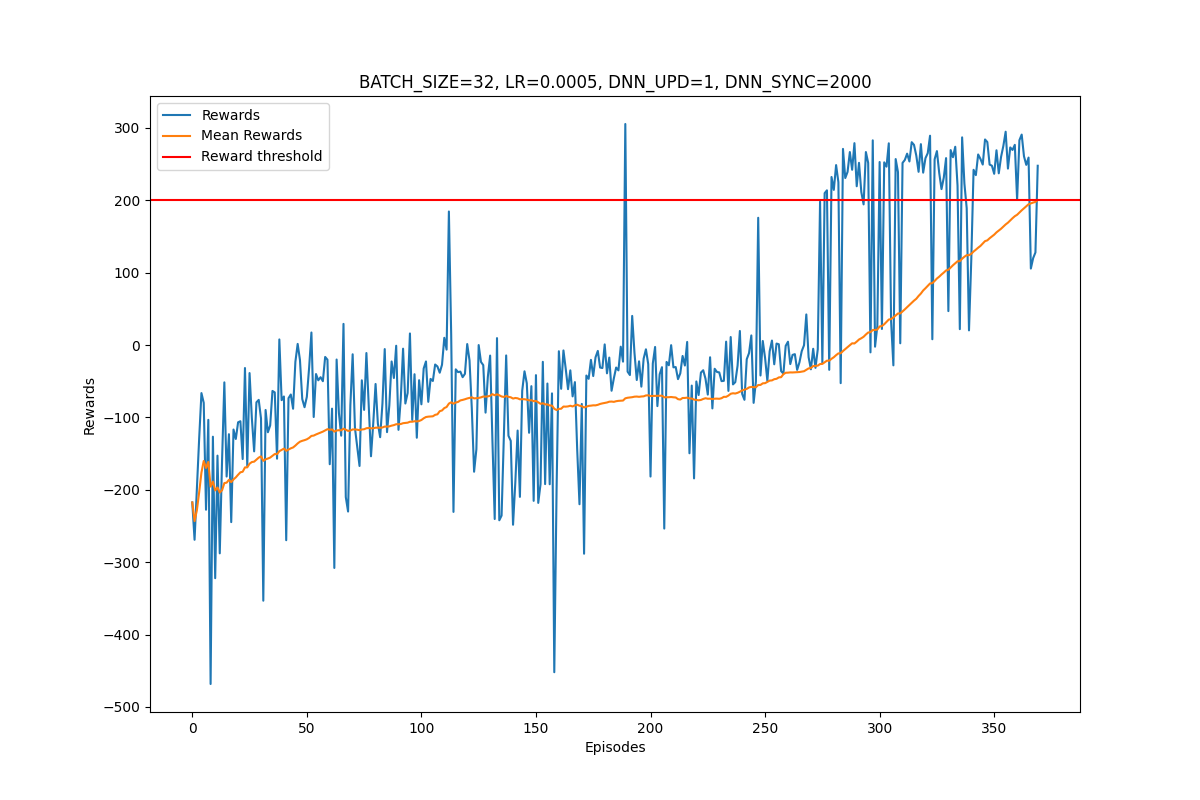 BATCH_SIZE=32, LR=0.0005, DNN_UPD=1, DNN_SYNC=2000
Rewards
Mean Rewards
Reward threshold
300
200
100
0
−100
−200
−300
−400
−500
Rewards
0 50 100 150 200 250 300 350
Episodes